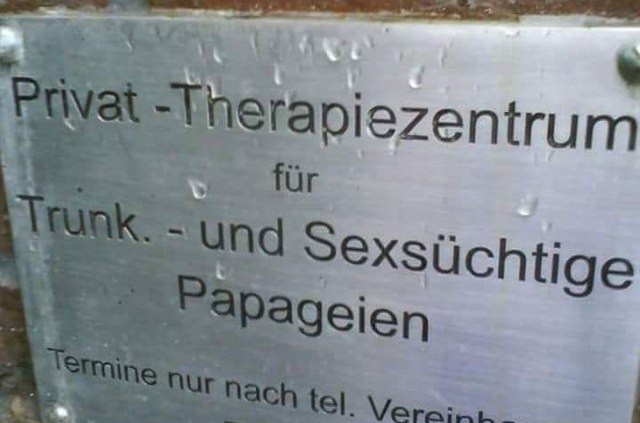 Privat -Therapiezentrum
für
Trunk. - und Sexsüchtige
Papageien
Termine nur nach tel.